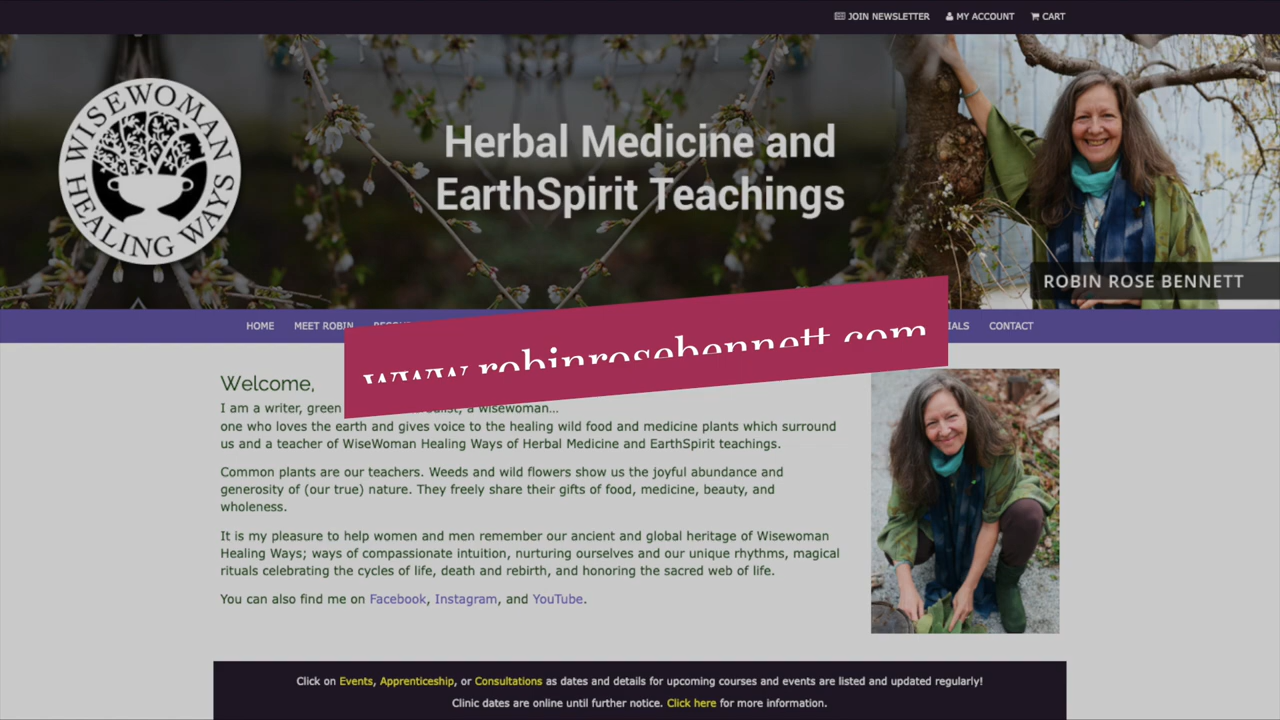 JOIN NEWSLETTER MY ACCOUNT CART
WISEWOMAN HEALING WAYS
Herbal Medicine and
EarthSpirit Teachings
ROBIN ROSE BENNETT
HOME MEET ROBIN CONTACT
www.robinrosebennett.com
Welcome,
I am a writer, green a wisewoman...
one who loves the earth and gives voice to the healing wild food and medicine plants which surround
us and a teacher of WiseWoman Healing Ways of Herbal Medicine and EarthSpirit teachings.
Common plants are our teachers. Weeds and wild flowers show us the joyful abundance and
generosity of (our true) nature. They freely share their gifts of food, medicine, beauty, and
wholeness.
It is my pleasure to help women and men remember our ancient and global heritage of Wisewoman
Healing Ways; ways of compassionate intuition, nurturing ourselves and our unique rhythms, magical
rituals celebrating the cycles of life, death and rebirth, and honoring the sacred web of life.
You can also find me on Facebook, Instagram, and YouTube.
Click on Events, Apprenticeship, or Consultations as dates and details for upcoming courses and events are listed and updated regularly!
Clinic dates are online until further notice. Click here for more information.